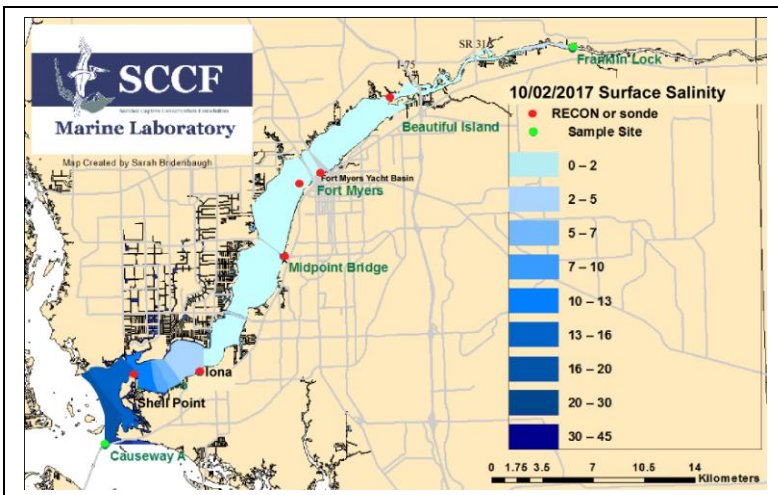 SCCF
Marine Laboratory
Map Created by Sarah Bridenbaugh
SR 31
I-75
Franklin Lock
Beautiful Island
Fort Myers Yacht Basin
Fort Myers
Midpoint Bridge
Iona
Shell Point
Causeway A
10/02/2017 Surface Salinity
RECON or sonde
Sample Site
0 – 2
2 – 5
5 – 7
7 – 10
10 – 13
13 – 16
16 – 20
20 – 30
30 – 45
0 1.75 3.5 7 10.5 14
Kilometers